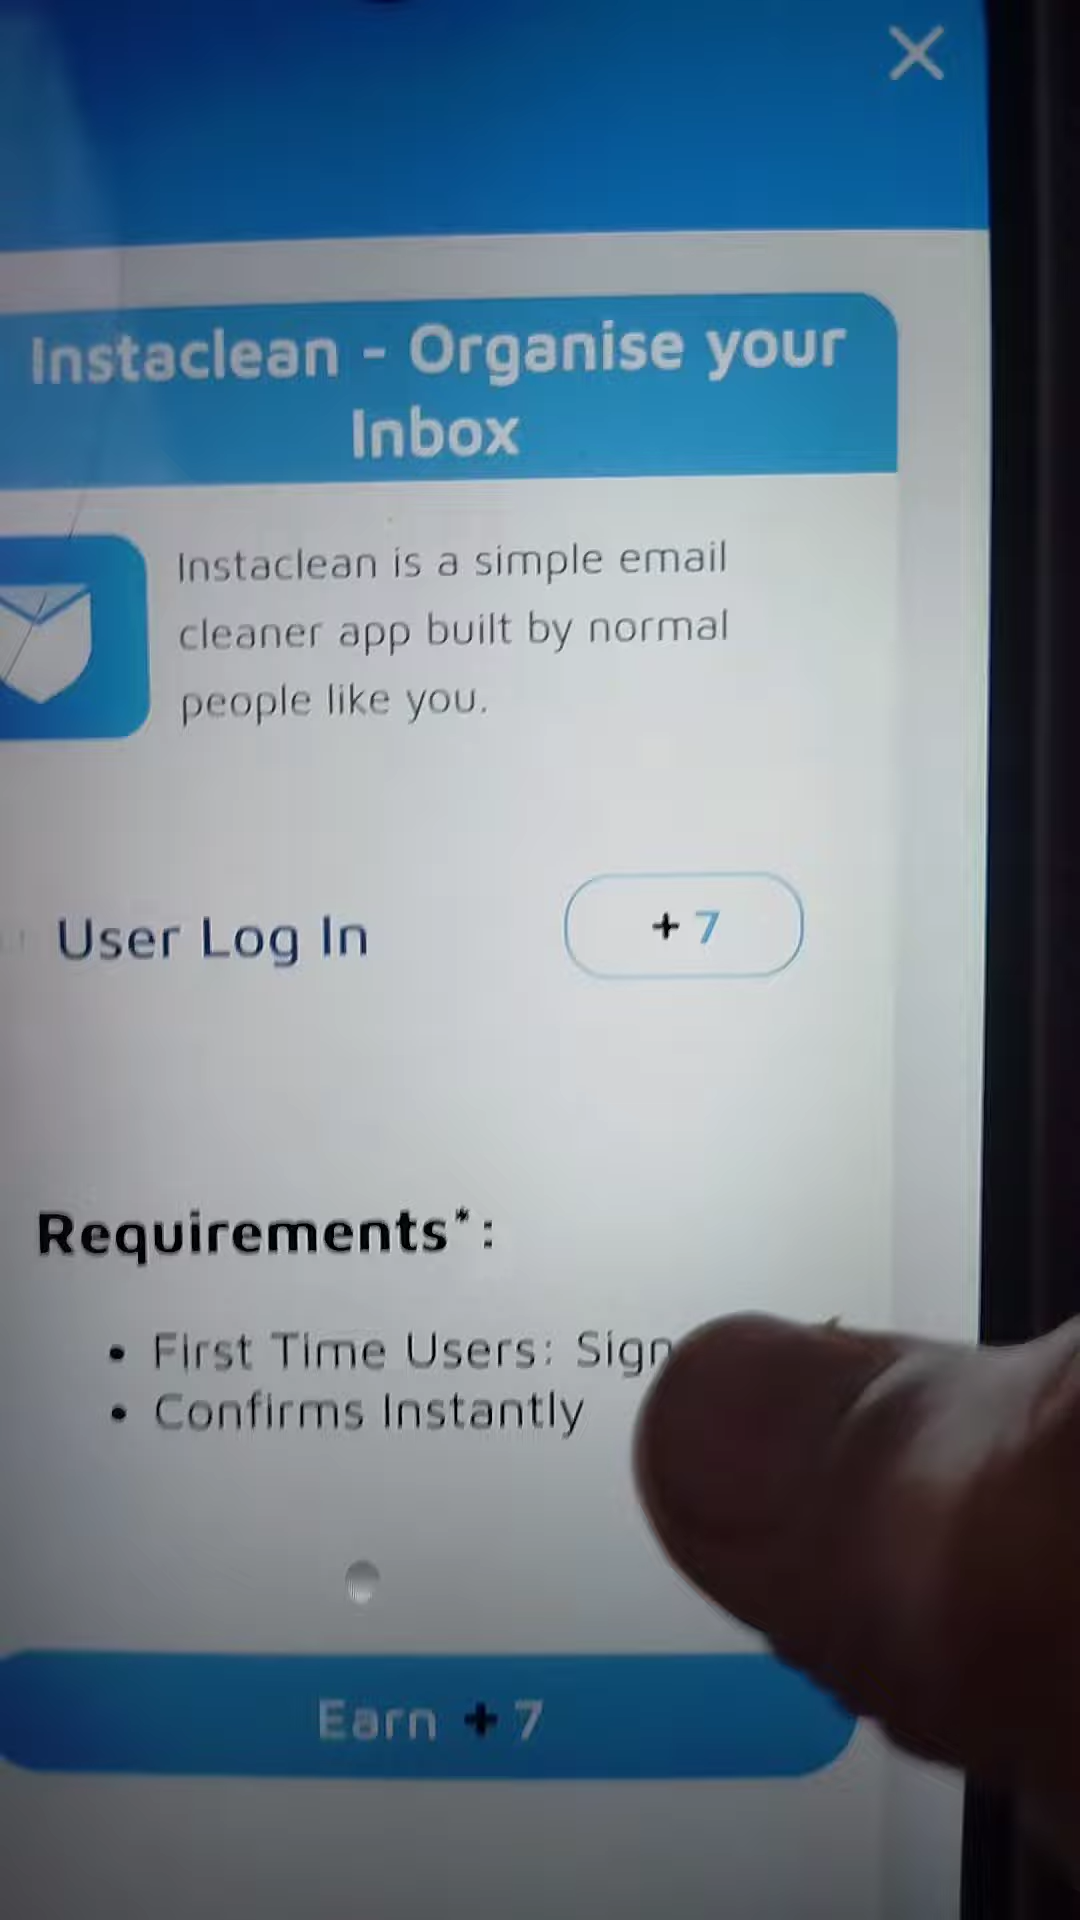 Instaclean - Organise your
Inbox
Instaclean is a simple email
cleaner app built by normal
people like you.
User Log In
+ 7
Requirements*:
• First Time Users: Sign
• Confirms Instantly
Earn + 7